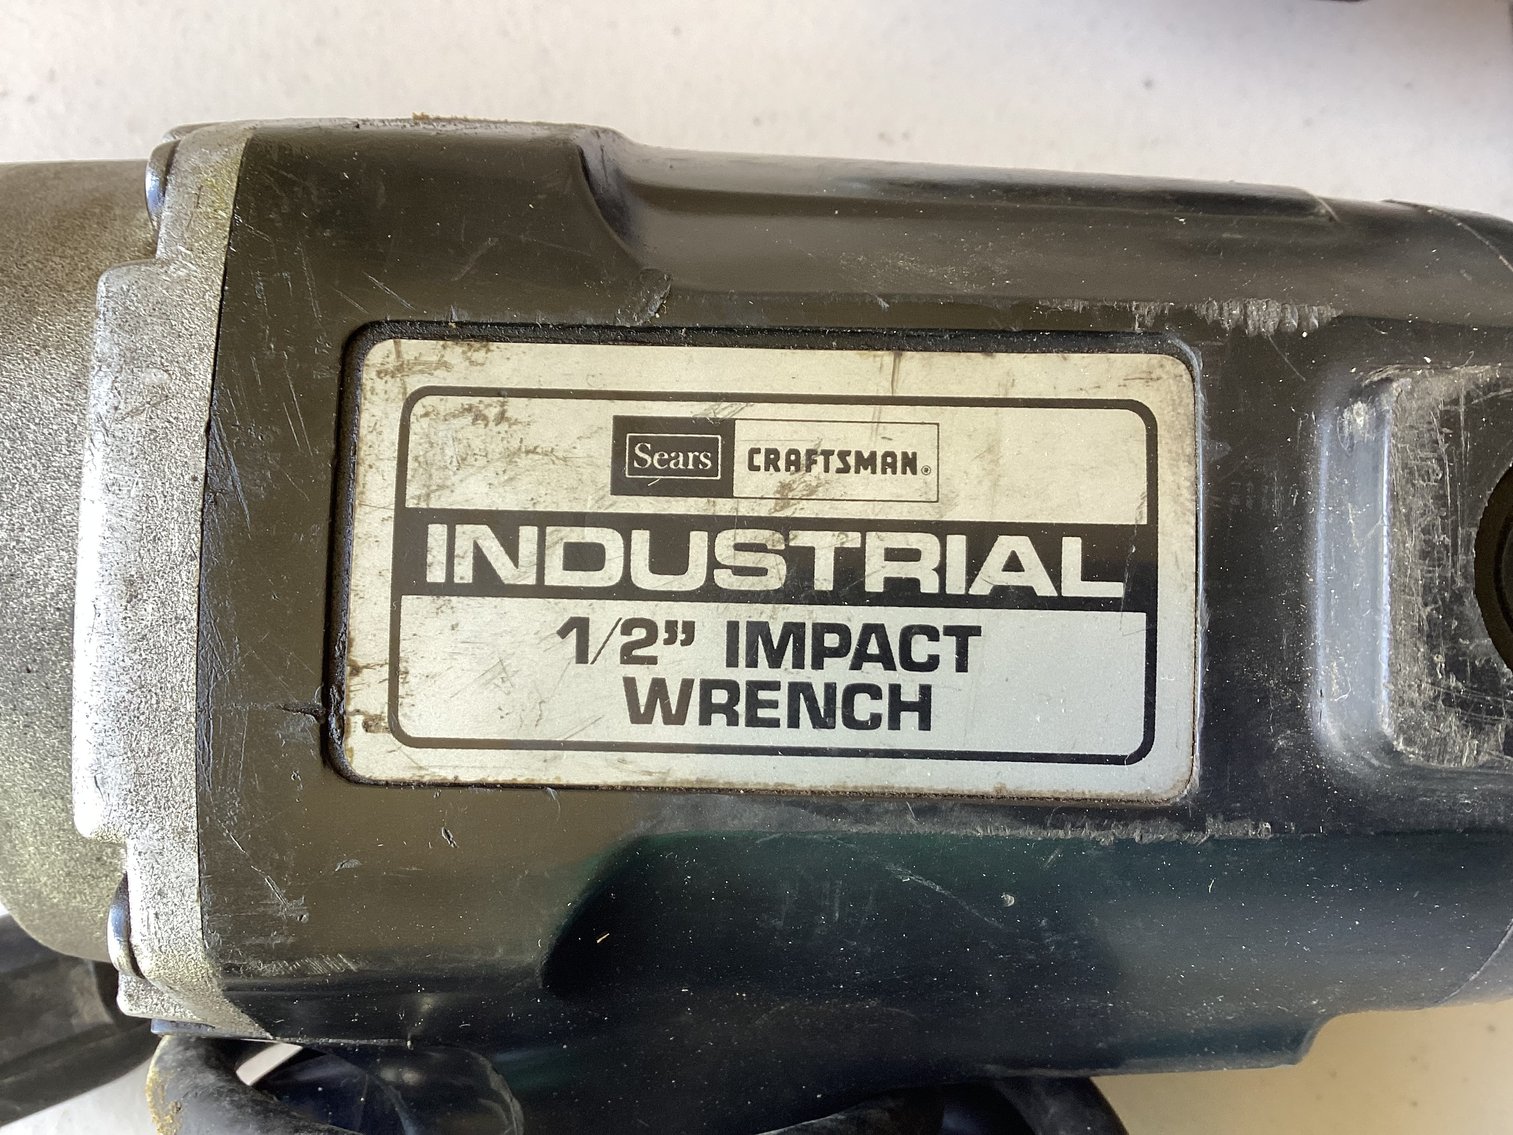 Sears CRAFTSMAN®
INDUSTRIAL
1/2” IMPACT
WRENCH